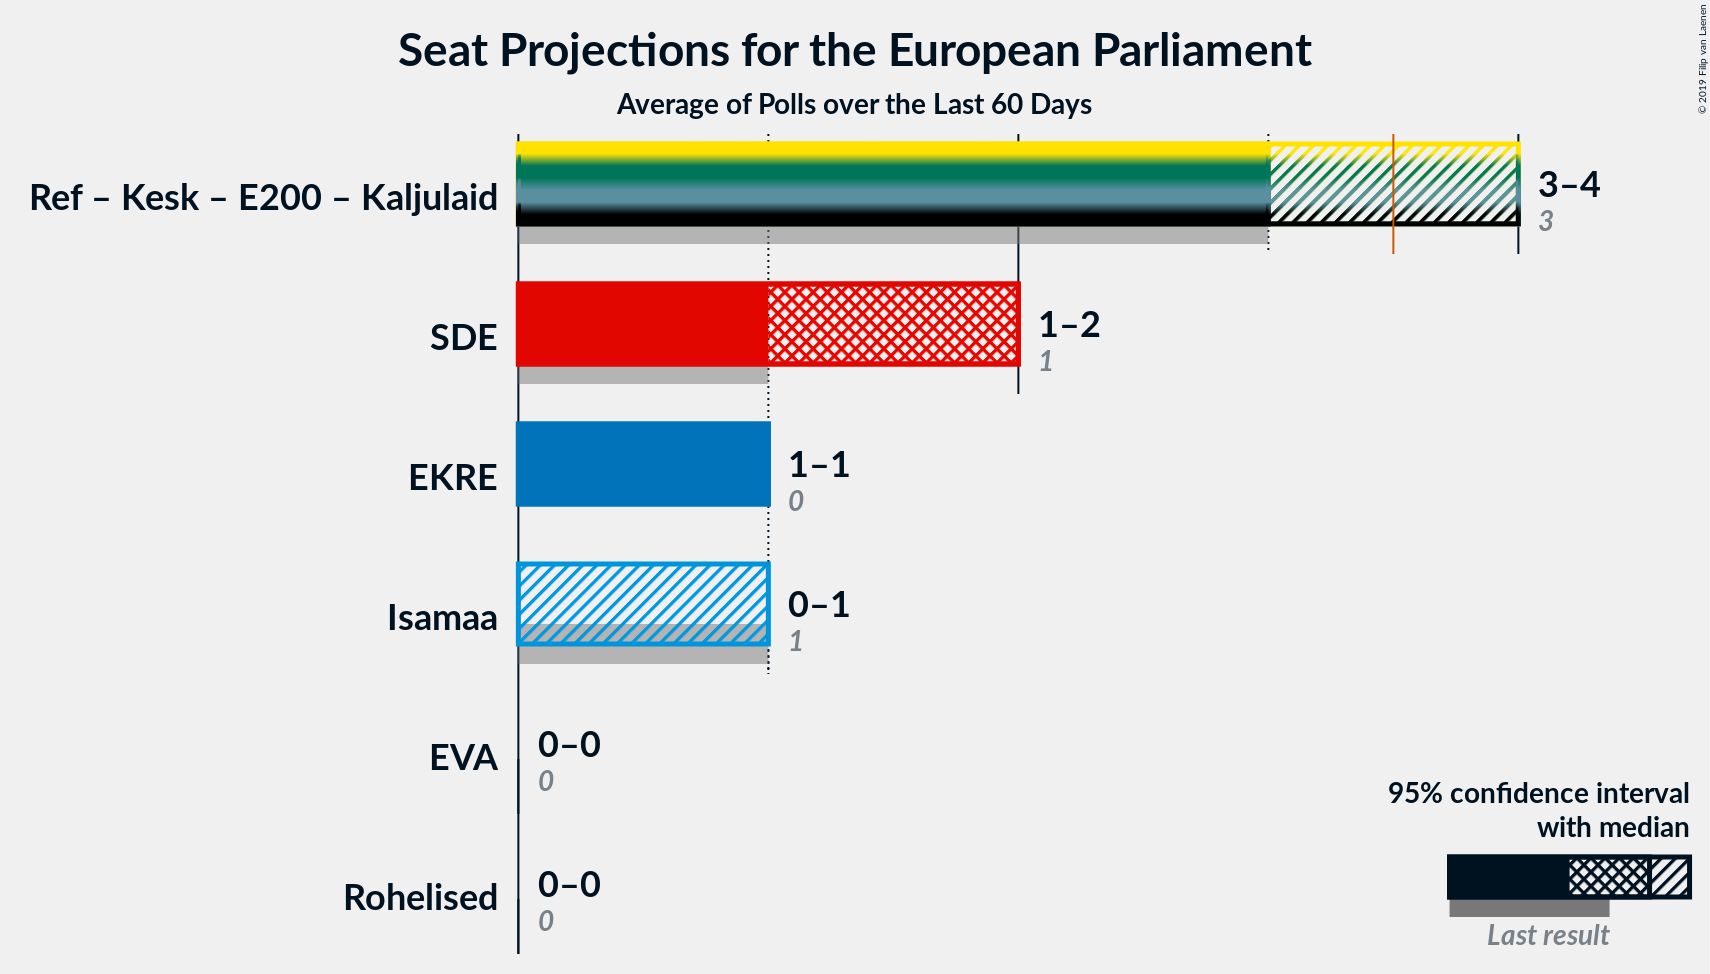 Seat Projections for the European Parliament
Average of Polls over the Last 60 Days
© 2019 Filip van Laenen
Ref – Kesk – E200 – Kaljulaid
3–4
3
SDE
1–2
1
EKRE
1–1
0
Isamaa
0–1
1
EVA
0–0
0
Rohelised
0–0
0
95% confidence interval
with median
Last result